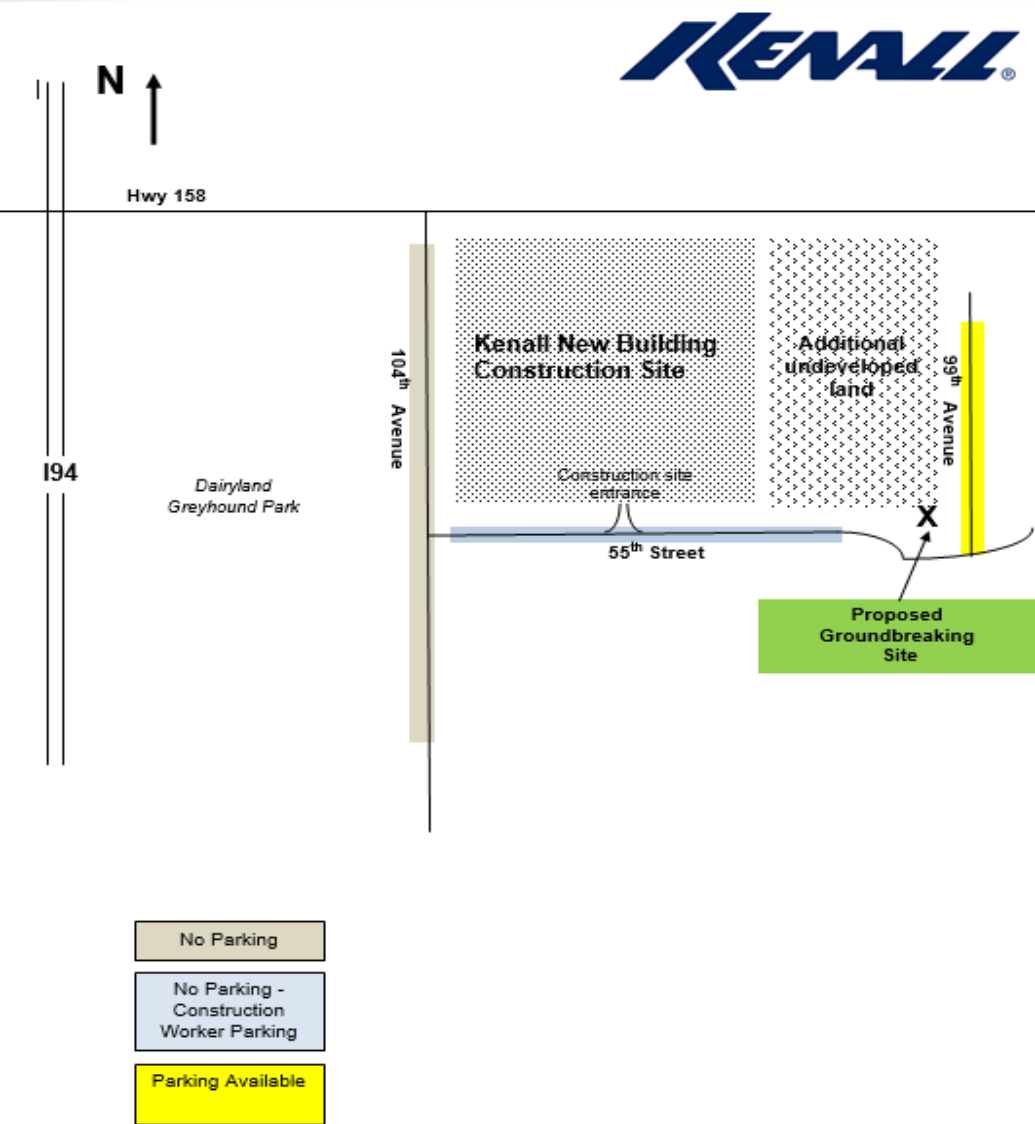 KENALL®
N
Hwy 158
Kenall New Building
Construction Site
Additional
undeveloped
land
104th Avenue
99th Avenue
I94
Dairyland
Greyhound Park
Construction site
entrance
X
55th Street
Proposed
Groundbreaking
Site
No Parking
No Parking -
Construction
Worker Parking
Parking Available